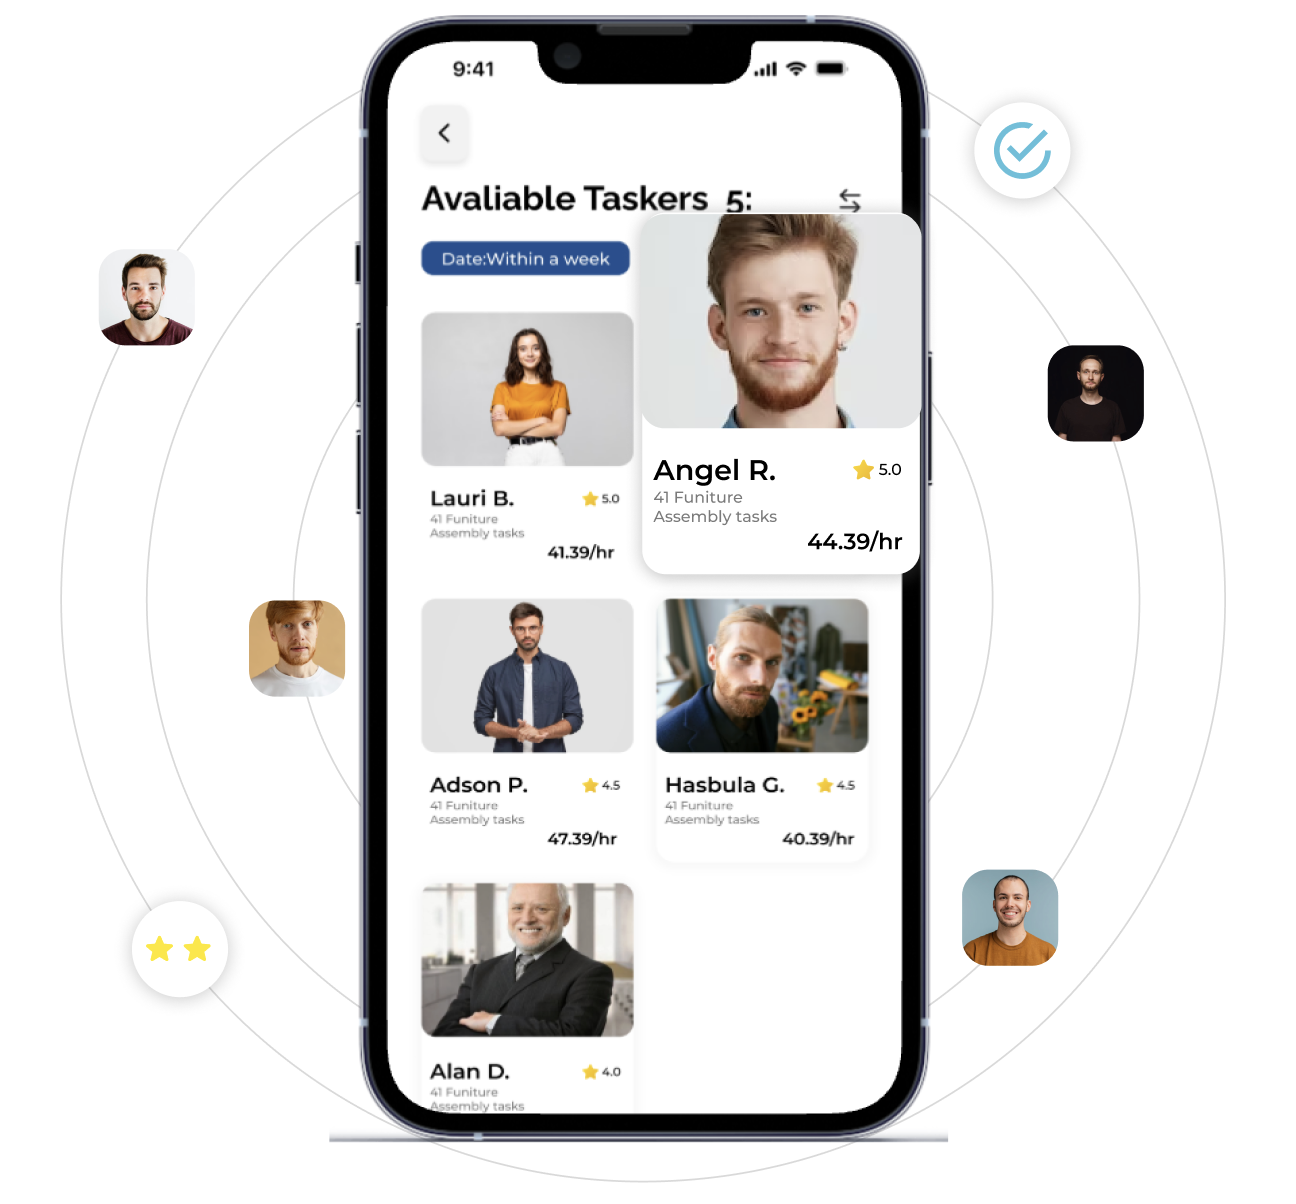 9:41
Avaliable Taskers 5:
Date:Within a week
Lauri B. 5.0
41 Funiture
Assembly tasks
41.39/hr
Angel R. 5.0
41 Funiture
Assembly tasks
44.39/hr
Adson P. 4.5
41 Funiture
Assembly tasks
47.39/hr
Hasbula G. 4.5
41 Funiture
Assembly tasks
40.39/hr
Alan D. 4.0
41 Funiture
Assembly tasks